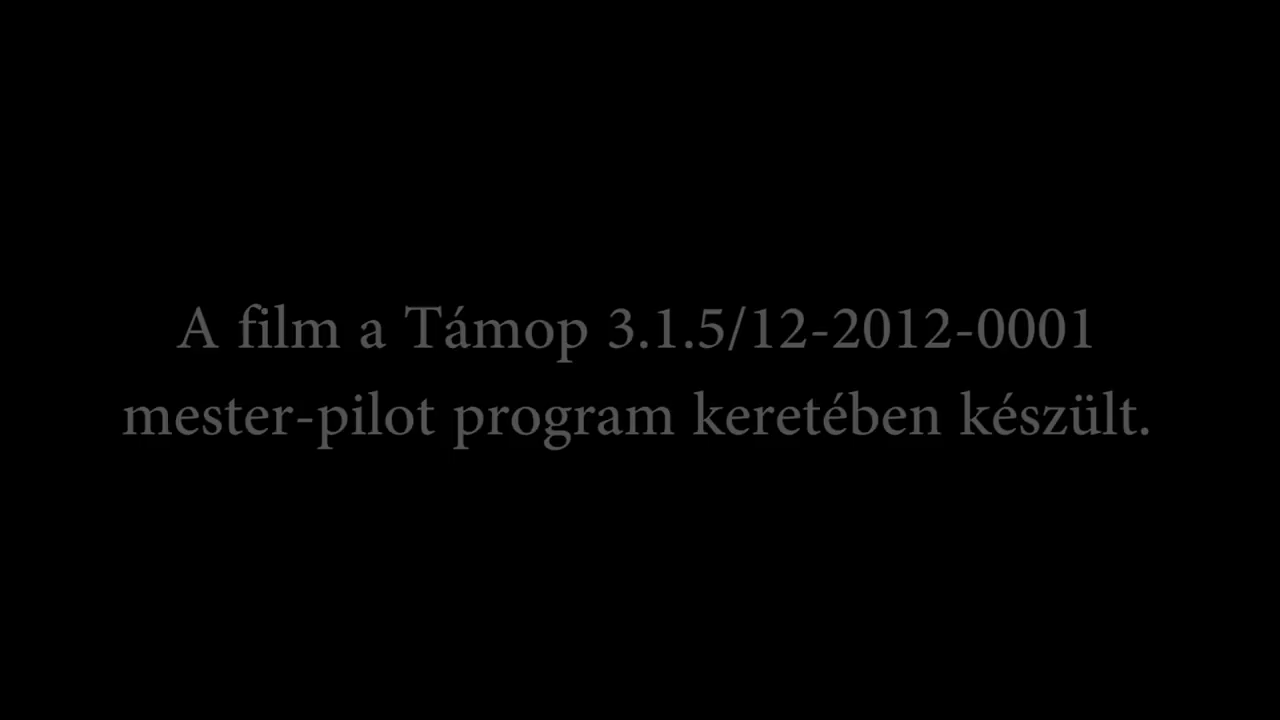 A film a Támop 3.1.5/12-2012-0001
mester-pilot program keretében készült.